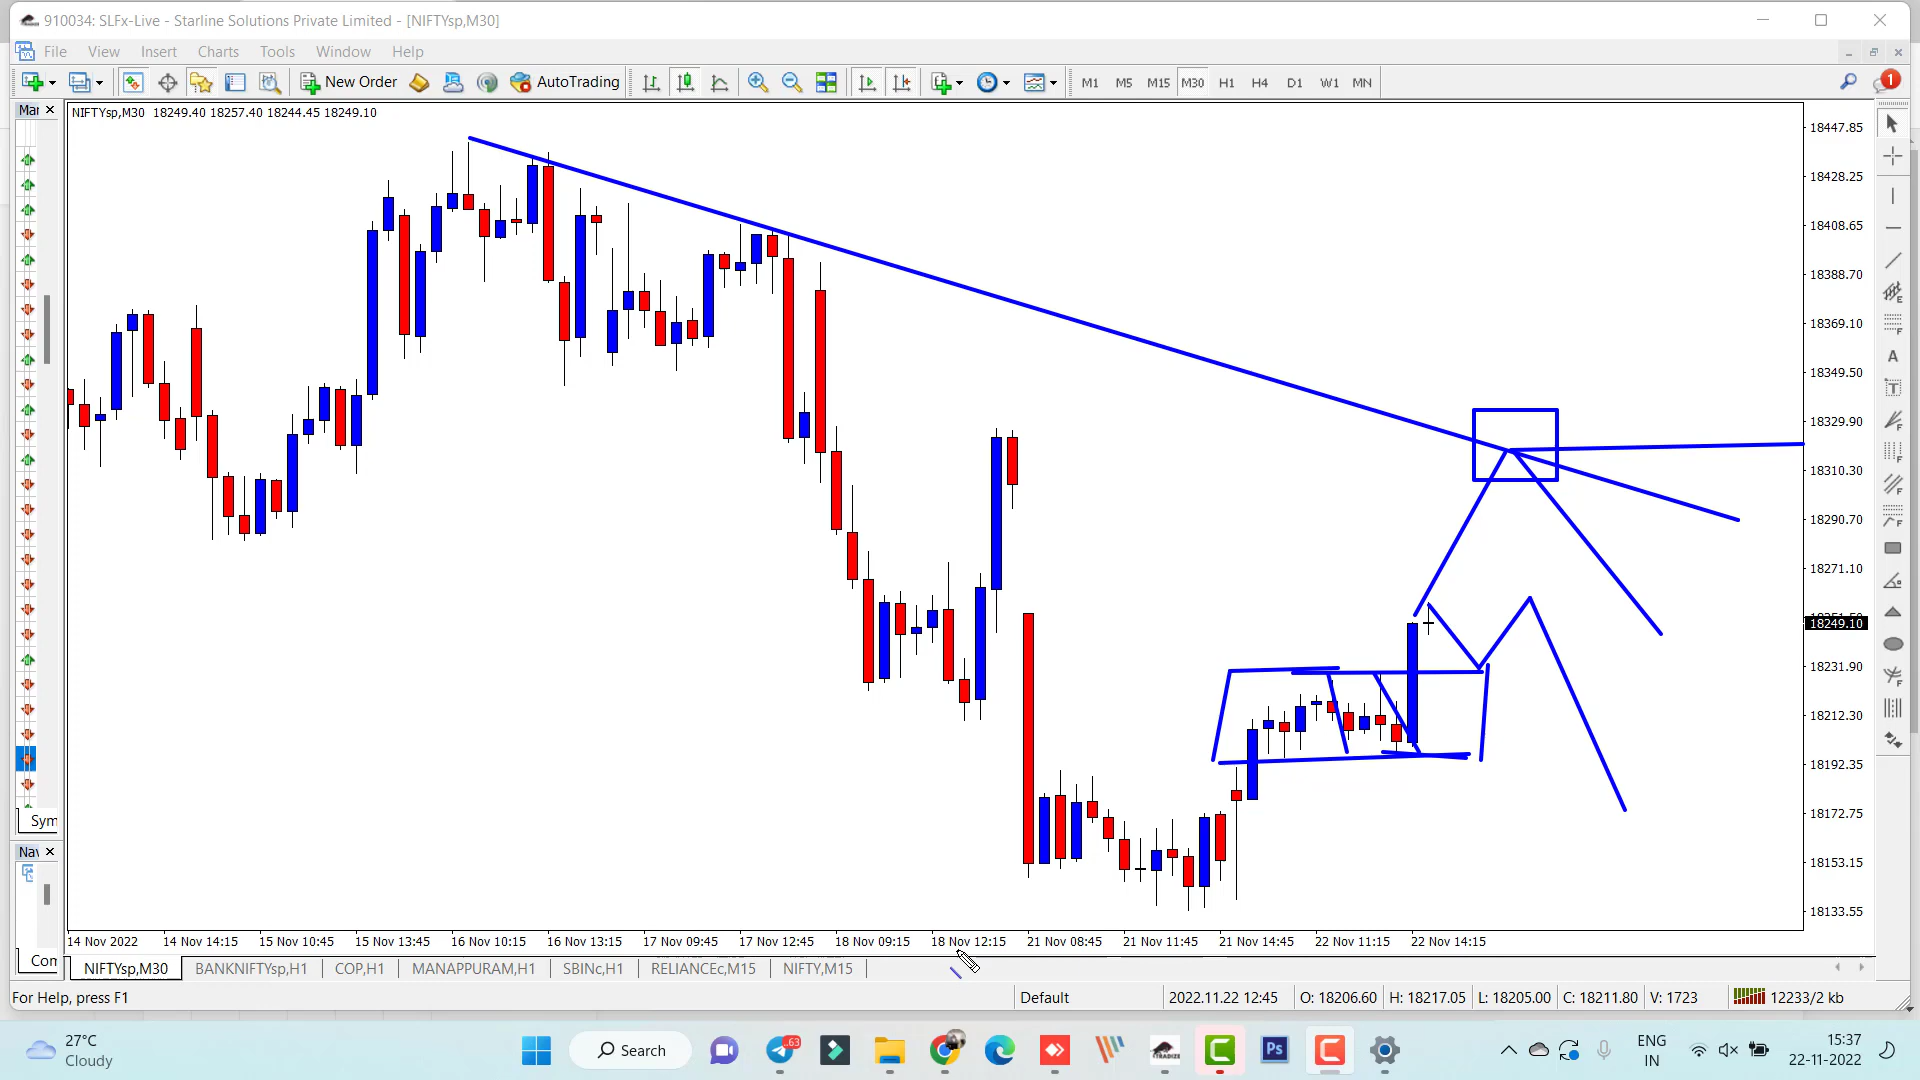 910034: SLFx-Live - Starline Solutions Private Limited - [NIFTYsp,M30]
File View Insert Charts Tools Window Help
New Order AutoTrading M1 M5 M15 M30 H1 H4 D1 W1 MN 1
Mar
NIFTYsp,M30 18249.40 18257.40 18244.45 18249.10
18447.85
18428.25
18408.65
18388.70
18369.10
18349.50
18329.90
18310.30
18290.70
18271.10
18249.10
18231.90
18212.30
18192.35
18172.75
18153.15
18133.55
Sym
Nav
Com
14 Nov 2022 14 Nov 14:15 15 Nov 10:45 15 Nov 13:45 16 Nov 10:15 16 Nov 13:15 17 Nov 09:45 17 Nov 12:45 18 Nov 09:15 18 Nov 12:15 21 Nov 08:45 21 Nov 11:45 21 Nov 14:45 22 Nov 11:15 22 Nov 14:15
NIFTYsp,M30 BANKNIFTYsp,H1 COP,H1 MANAPPURAM,H1 SBINc,H1 RELIANCEc,M15 NIFTY,M15
For Help, press F1 Default 2022.11.22 12:45 O: 18206.60 H: 18217.05 L: 18205.00 C: 18211.80 V: 1723 12233/2 kb
27°C
Cloudy
Search
63
TRADIZE
Ps
ENG
IN
15:37
22-11-2022